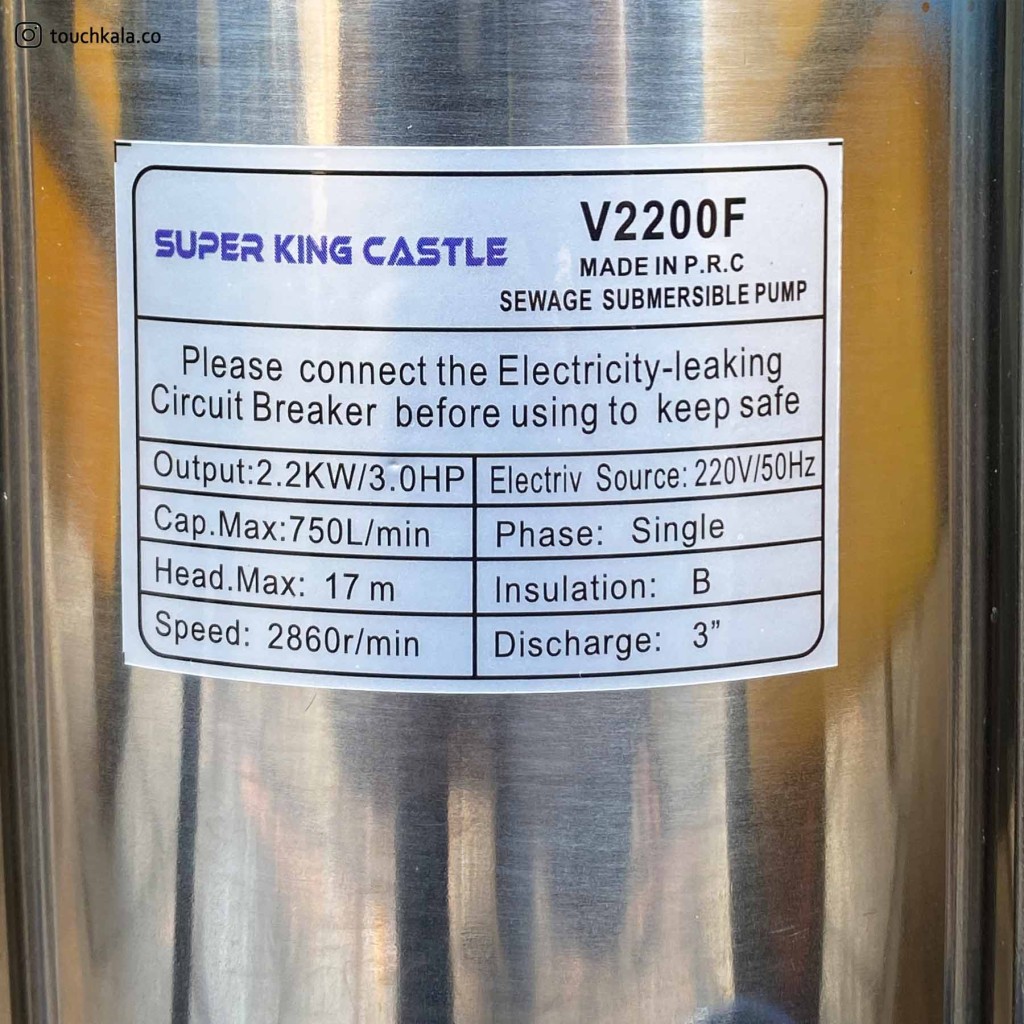 touchkala.co
SUPER KING CASTLE
V2200F
MADE IN P.R.C
SEWAGE SUBMERSIBLE PUMP
Please connect the Electricity-leaking
Circuit Breaker before using to keep safe
Output:2.2KW/3.0HP
Electriv Source: 220V/50Hz
Cap.Max:750L/min
Phase: Single
Head.Max: 17 m
Insulation: B
Speed: 2860r/min
Discharge: 3”